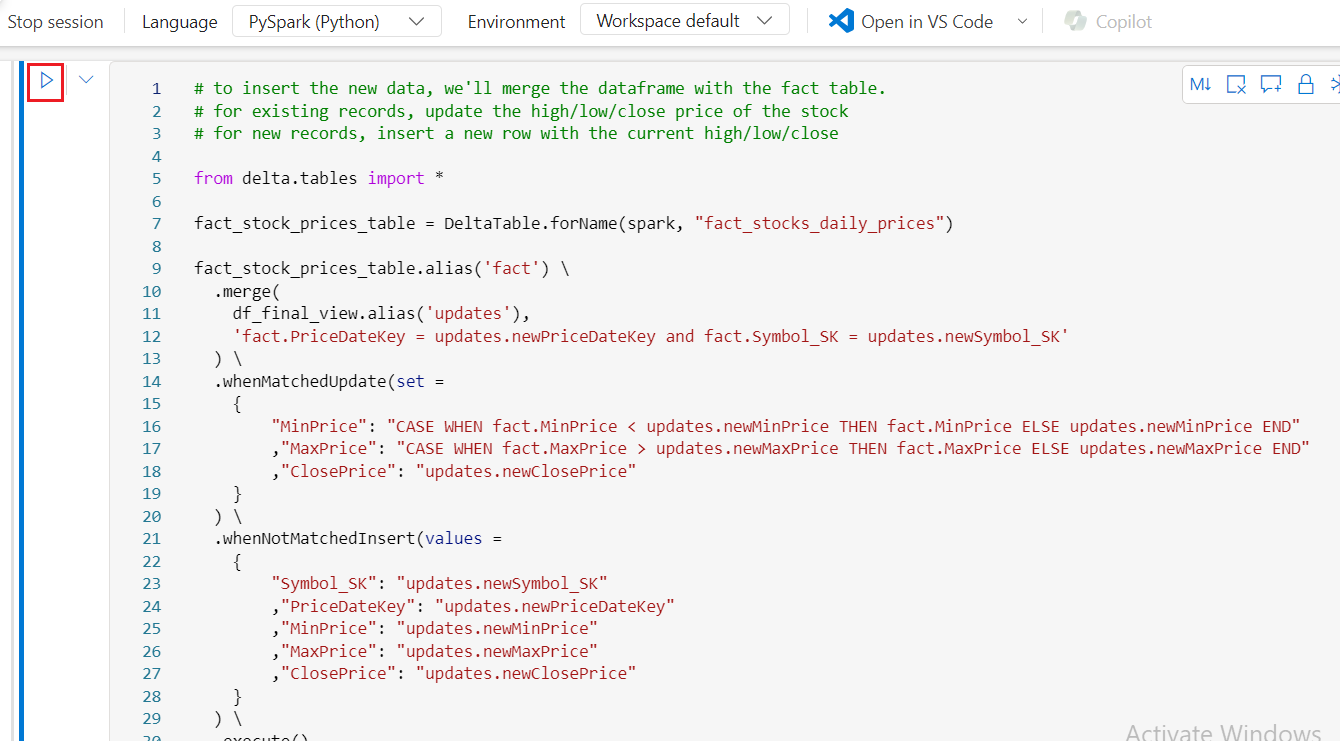 Stop session Language PySpark (Python) Environment Workspace default Open in VS Code Copilot
M↓
1 # to insert the new data, we'll merge the dataframe with the fact table.
2 # for existing records, update the high/low/close price of the stock
3 # for new records, insert a new row with the current high/low/close
4
5 from delta.tables import *
6
7 fact_stock_prices_table = DeltaTable.forName(spark, "fact_stocks_daily_prices")
8
9 fact_stock_prices_table.alias('fact') \
10 .merge(
11 df_final_view.alias('updates'),
12 'fact.PriceDateKey = updates.newPriceDateKey and fact.Symbol_SK = updates.newSymbol_SK'
13 ) \
14 .whenMatchedUpdate(set =
15 {
16 "MinPrice": "CASE WHEN fact.MinPrice < updates.newMinPrice THEN fact.MinPrice ELSE updates.newMinPrice END"
17 ,"MaxPrice": "CASE WHEN fact.MaxPrice > updates.newMaxPrice THEN fact.MaxPrice ELSE updates.newMaxPrice END"
18 ,"ClosePrice": "updates.newClosePrice"
19 }
20 ) \
21 .whenNotMatchedInsert(values =
22 {
23 "Symbol_SK": "updates.newSymbol_SK"
24 ,"PriceDateKey": "updates.newPriceDateKey"
25 ,"MinPrice": "updates.newMinPrice"
26 ,"MaxPrice": "updates.newMaxPrice"
27 ,"ClosePrice": "updates.newClosePrice"
28 }
29 ) \
30 .execute()
Activate Windows